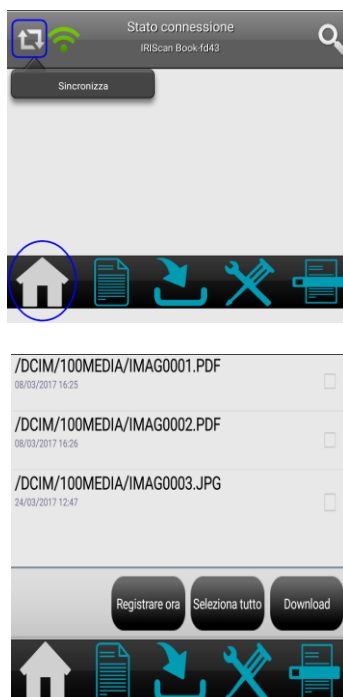 Stato connessione
IRIScan Book-fd43
Sincronizza
/DCIM/100MEDIA/IMAG0001.PDF
08/03/2017 16:25
/DCIM/100MEDIA/IMAG0002.PDF
08/03/2017 16:26
/DCIM/100MEDIA/IMAG0003.JPG
24/03/2017 12:47
Registrare ora Seleziona tutto Download